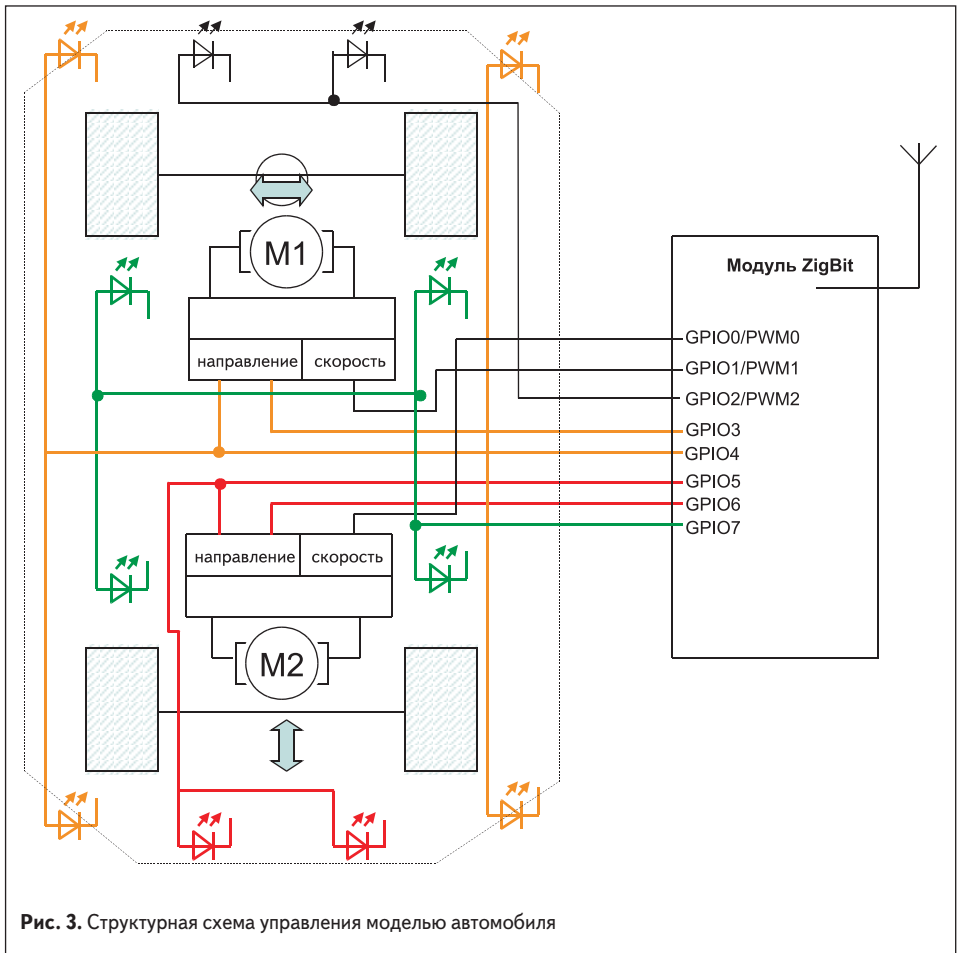 M1
Модуль ZigBit
направление
скорость
GPIO0/PWM0
GPIO1/PWM1
GPIO2/PWM2
GPIO3
GPIO4
GPIO5
GPIO6
GPIO7
направление
скорость
M2
Рис. 3. Структурная схема управления моделью автомобиля